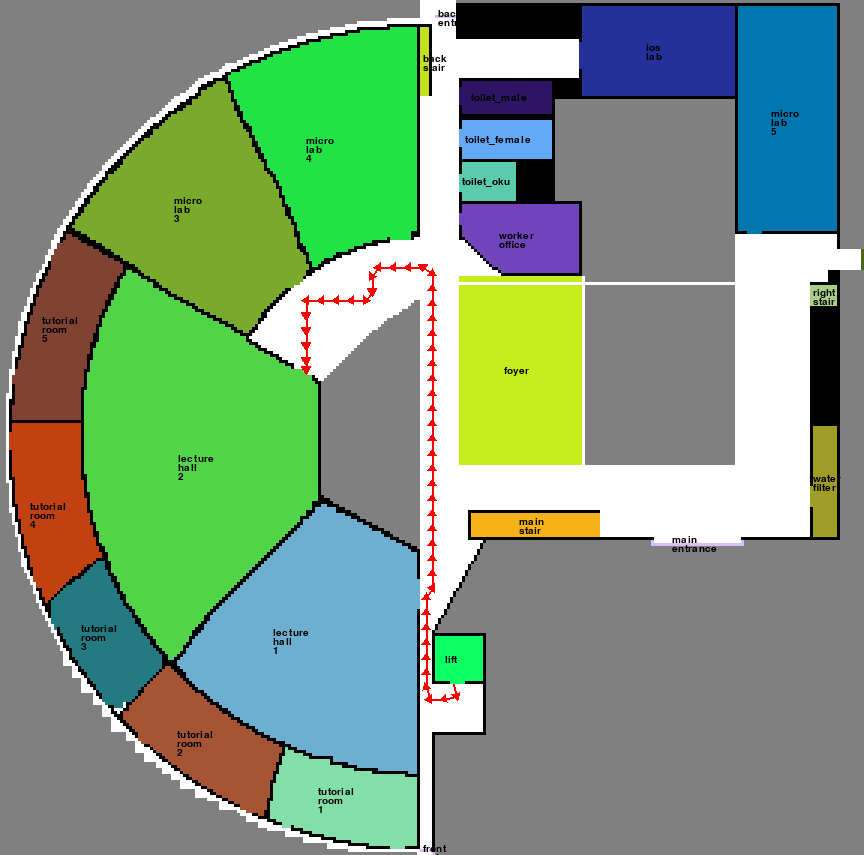 back
entr
back
stair
ios
lab
toilet_male
micro
lab
5
toilet_female
micro
lab
4
toilet_oku
micro
lab
3
worker
office
right
stair
tutorial
room
5
foyer
lecture
hall
2
water
filter
tutorial
room
4
main
stair
main
entrance
tutorial
room
3
lecture
hall
1
lift
tutorial
room
2
tutorial
room
1
front